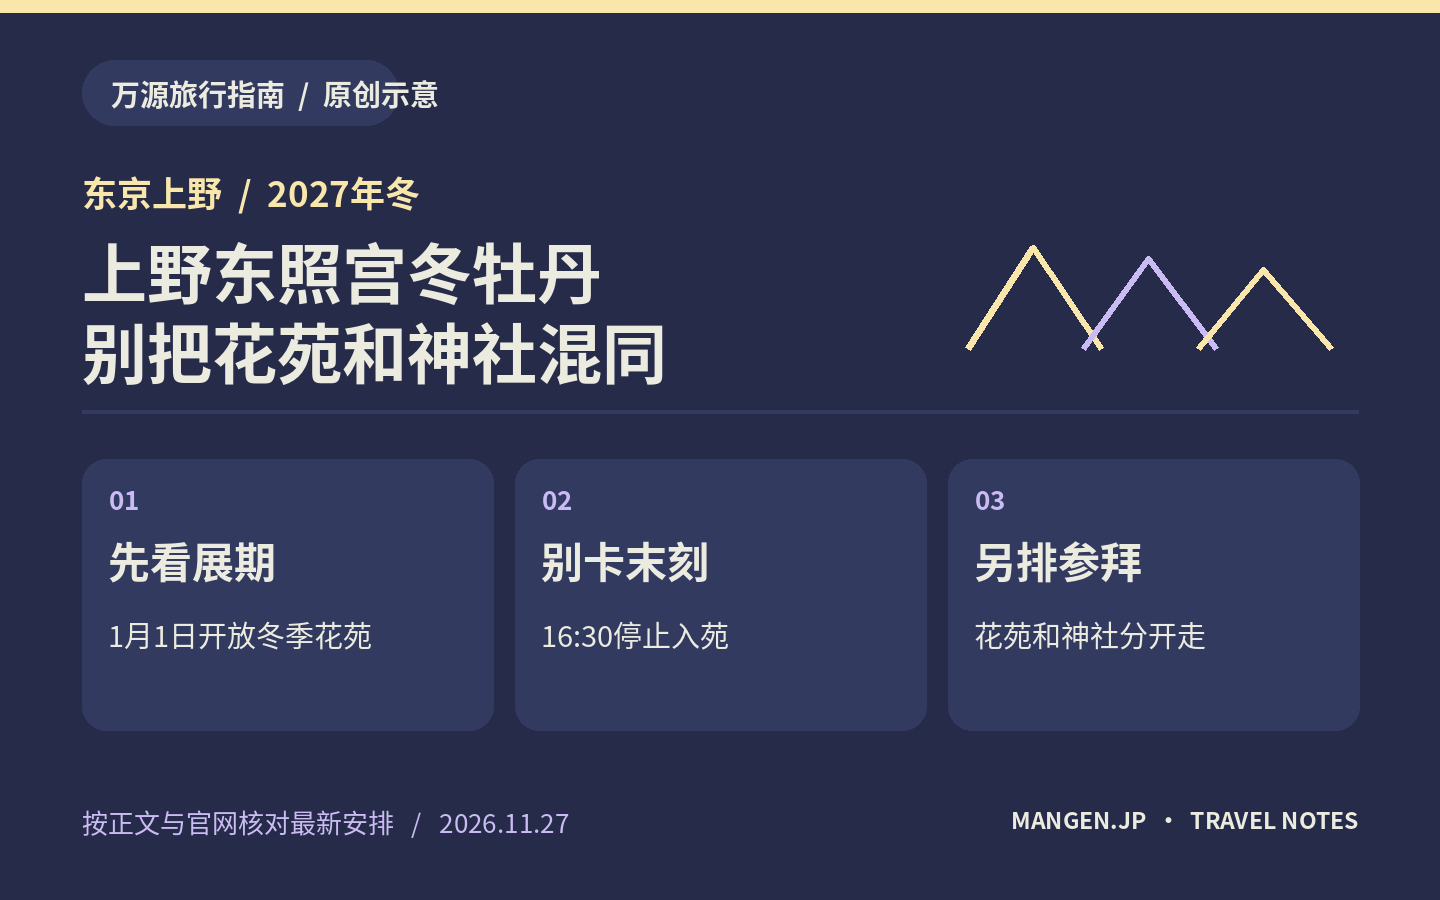 万源旅行指南 / 原创示意
东京上野 / 2027年冬
上野东照宫冬牡丹
别把花苑和神社混同
01
先看展期
1月1日开放冬季花苑
02
别卡末刻
16:30停止入苑
03
另排参拜
花苑和神社分开走
按正文与官网核对最新安排 / 2026.11.27
MANGEN.JP · TRAVEL NOTES